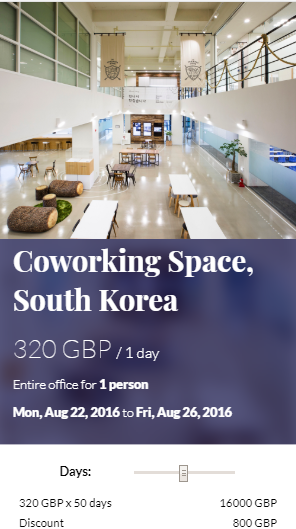 Coworking Space,
South Korea
320 GBP / 1 day
Entire office for 1 person
Mon, Aug 22, 2016 to Fri, Aug 26, 2016
Days:
320 GBP x 50 days 16000 GBP
Discount 800 GBP